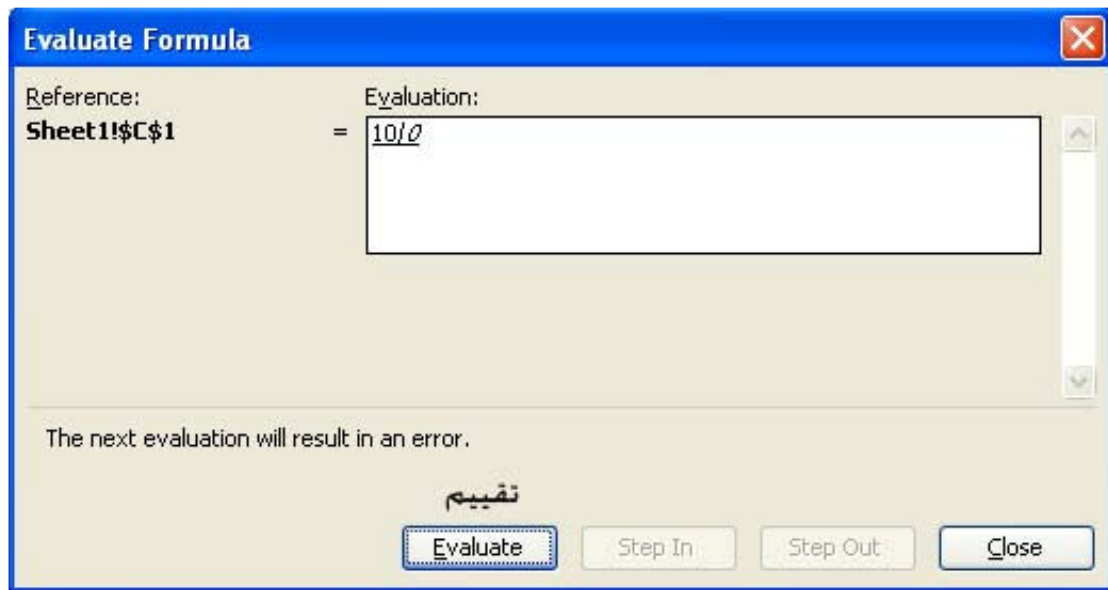 Evaluate Formula
Reference: Evaluation:
Sheet1!$C$1 = 10/0
The next evaluation will result in an error.
تقييم
Evaluate Step In Step Out Close